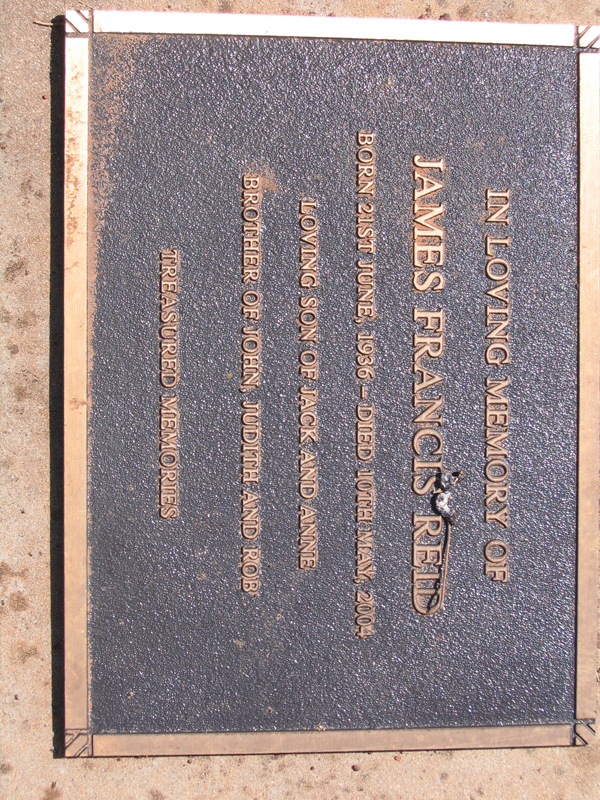 IN LOVING MEMORY OF
JAMES FRANCIS REID
BORN 21ST JUNE, 1936 – DIED 10TH MAY, 2004
LOVING SON OF JACK AND ANNE
BROTHER OF JOHN, JUDITH AND ROB
TREASURED MEMORIES